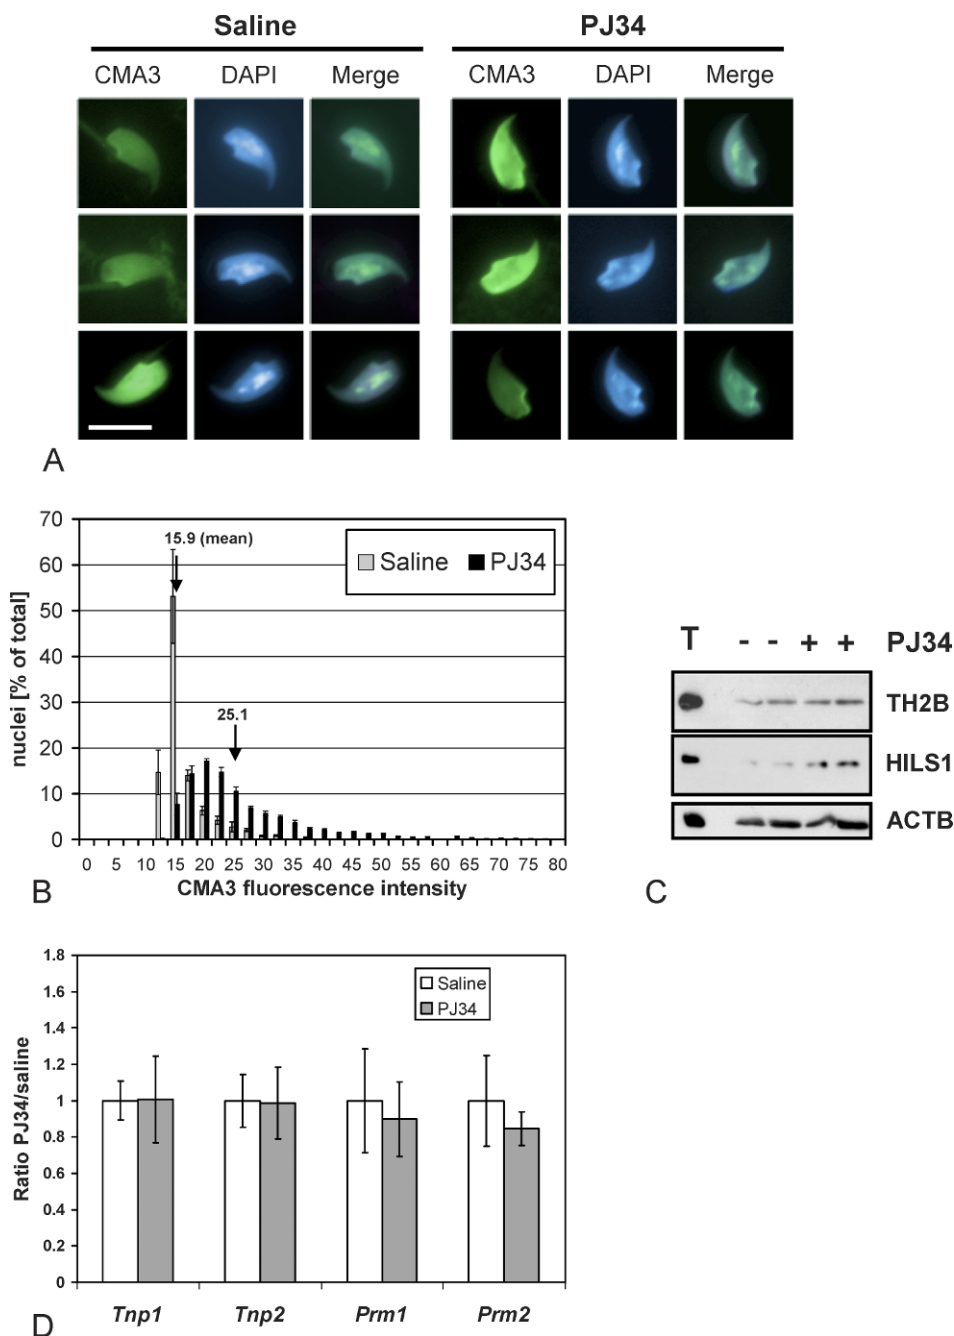 Saline PJ34
CMA3 DAPI Merge CMA3 DAPI Merge
A
70
60
50
40
30
20
10
0
nuclei [% of total]
15.9 (mean)
25.1
Saline PJ34
0 5 10 15 20 25 30 35 40 45 50 55 60 65 70 75 80
CMA3 fluorescence intensity
B
T - - + + PJ34
TH2B
HILS1
ACTB
C
1.8
1.6
1.4
1.2
1
0.8
0.6
0.4
0.2
0
Ratio PJ34/saline
Saline
PJ34
Tnp1 Tnp2 Prm1 Prm2
D